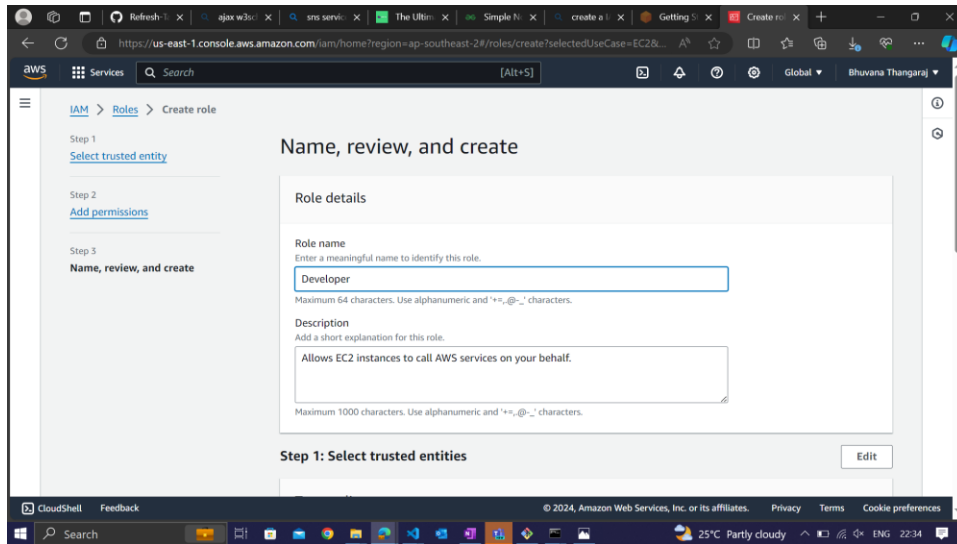 Refresh-To
ajax w3scl
sns servic
The Ultim
Simple N
create a L
Getting S
Create rol
https://us-east-1.console.aws.amazon.com/iam/home?region=ap-southeast-2#/roles/create?selectedUseCase=EC2&...
aws
Services
Search
[Alt+S]
Global
Bhuvana Thangaraj
IAM > Roles > Create role
Step 1
Select trusted entity
Step 2
Add permissions
Step 3
Name, review, and create
Name, review, and create
Role details
Role name
Enter a meaningful name to identify this role.
Developer
Maximum 64 characters. Use alphanumeric and '+=,.@-_' characters.
Description
Add a short explanation for this role.
Allows EC2 instances to call AWS services on your behalf.
Maximum 1000 characters. Use alphanumeric and '+=,.@-_' characters.
Step 1: Select trusted entities
Edit
CloudShell
Feedback
© 2024, Amazon Web Services, Inc. or its affiliates.
Privacy
Terms
Cookie preferences
Search
25°C Partly cloudy
ENG
22:34